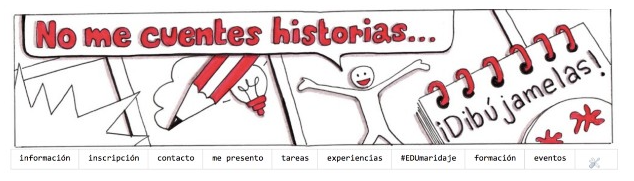 No me cuentes historias...
¡Dibújamelas!
información inscripción contacto me presento tareas experiencias #EDUmaridaje formación eventos